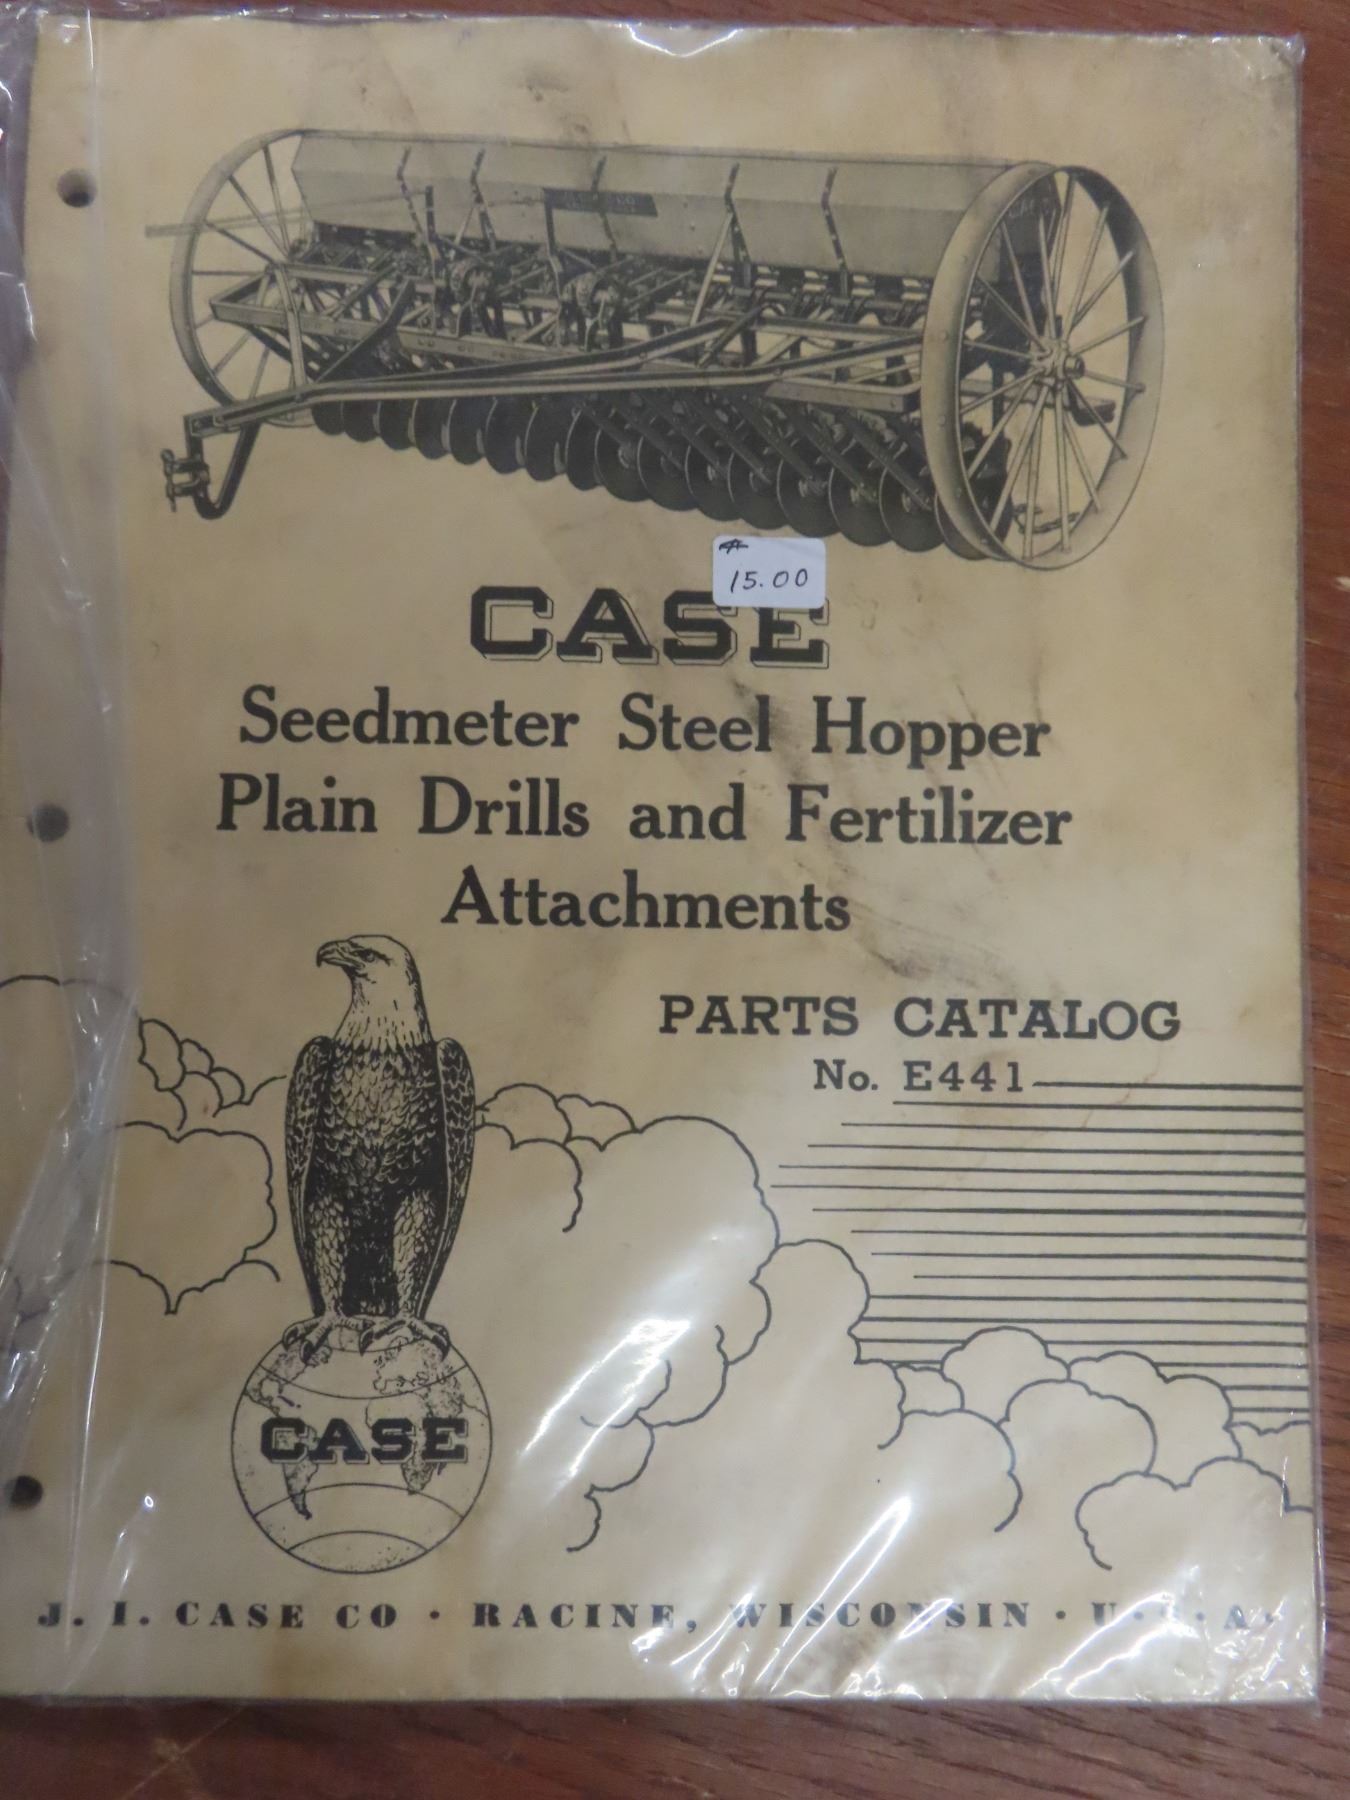 15.00
CASE
Seedmeter Steel Hopper
Plain Drills and Fertilizer
Attachments
PARTS CATALOG
No. E441
CASE
J. I. CASE CO · RACINE, WISCONSIN · U · S · A ·